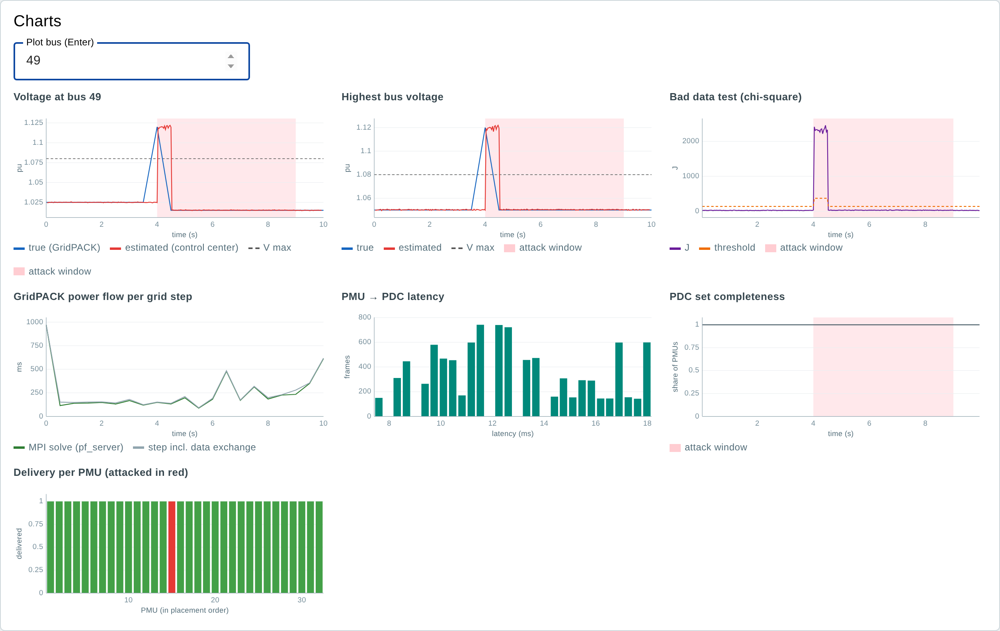 Charts
Plot bus (Enter)
49
Voltage at bus 49
1.125
1.1
1.075
1.05
1.025
pu
0 2 4 6 8 10
time (s)
true (GridPACK) estimated (control center) V max
attack window
Highest bus voltage
1.12
1.1
1.08
1.06
pu
0 2 4 6 8 10
time (s)
true estimated V max attack window
Bad data test (chi-square)
2000
1000
0
J
2 4 6 8
time (s)
J threshold attack window
GridPACK power flow per grid step
1000
750
500
250
0
ms
0 2 4 6 8 10
time (s)
MPI solve (pf_server) step incl. data exchange
PMU → PDC latency
800
600
400
200
0
frames
8 10 12 14 16 18
latency (ms)
PDC set completeness
1
0.75
0.5
0.25
0
share of PMUs
2 4 6 8
time (s)
attack window
Delivery per PMU (attacked in red)
1
0.75
0.5
0.25
0
delivered
10 20 30
PMU (in placement order)